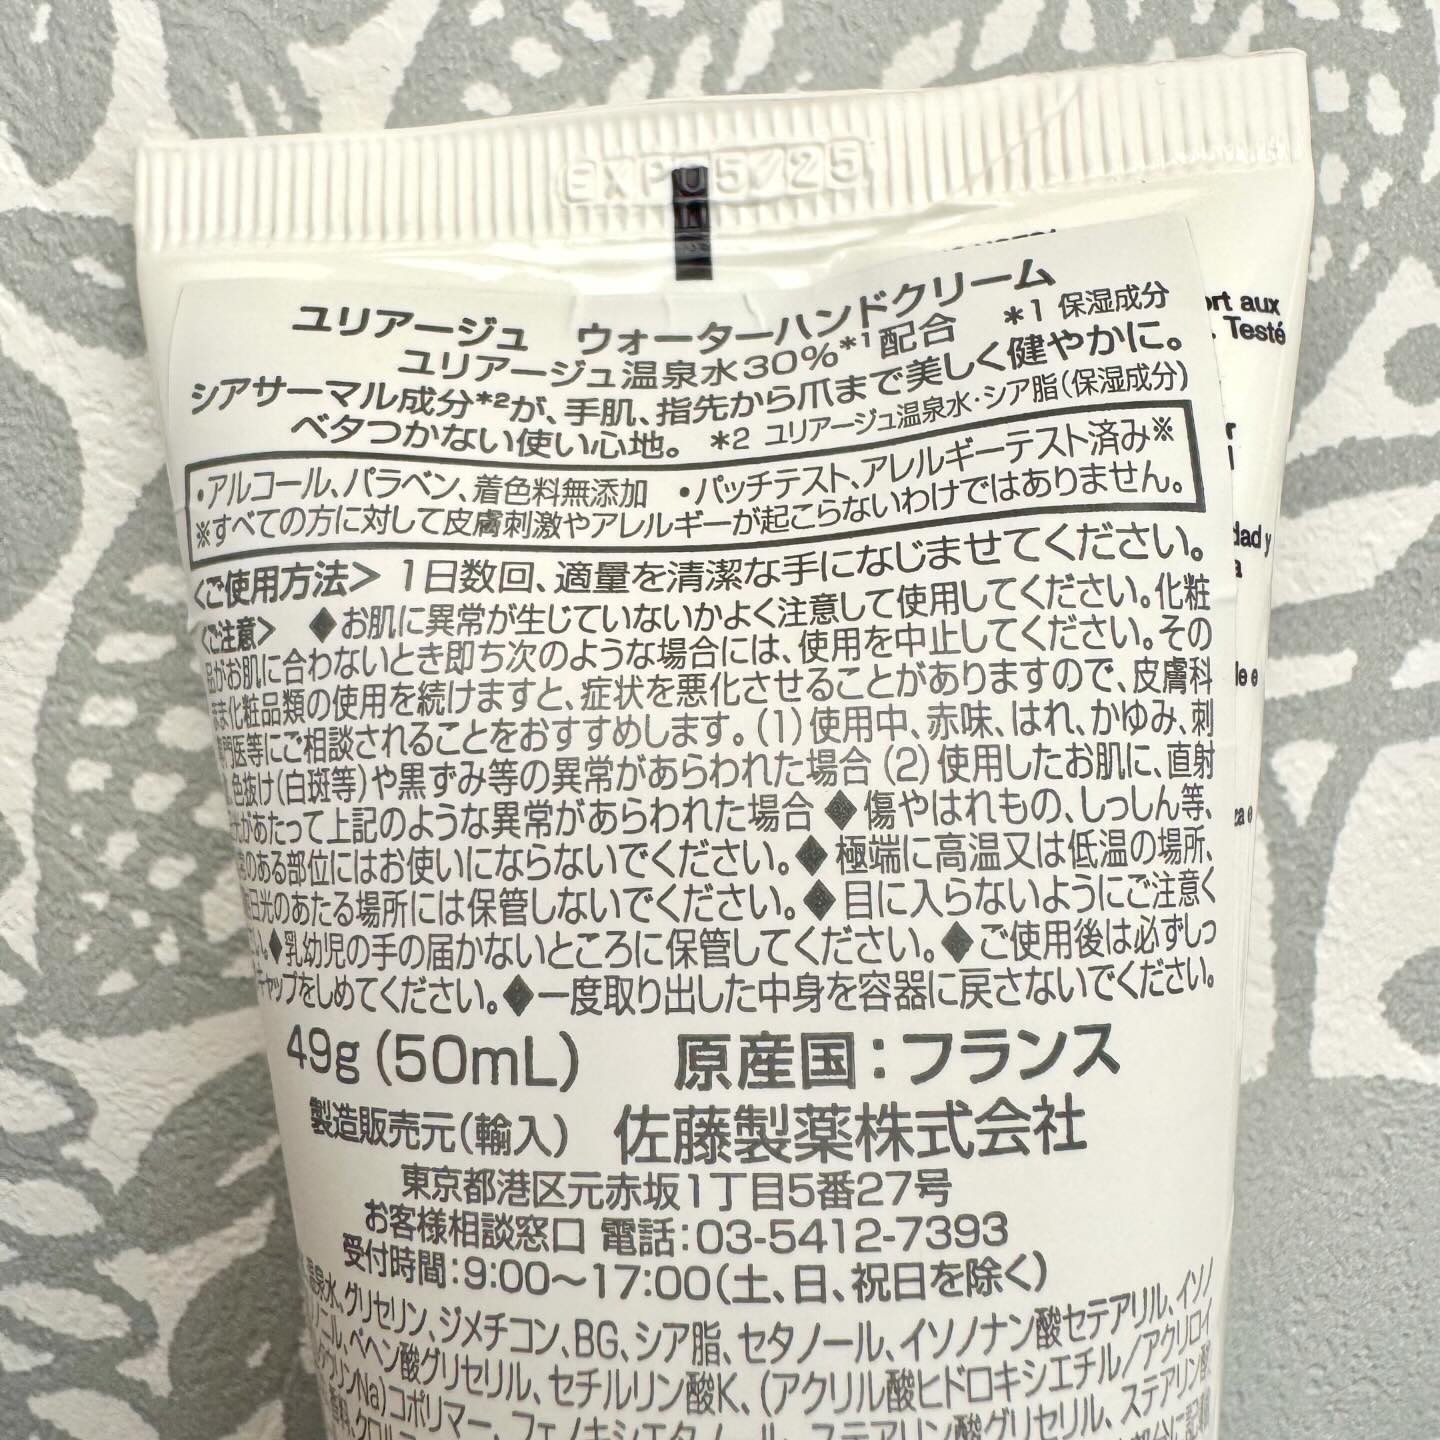 EXP 05/25
ユリアージュ ウォーターハンドクリーム
ユリアージュ温泉水30%*1配合 *1 保湿成分
シアサーマル成分*2が、手肌、指先から爪まで美しく健やかに。
ベタつかない使い心地。 *2 ユリアージュ温泉水・シア脂(保湿成分)
・アルコール、パラベン、着色料無添加 ・パッチテスト、アレルギーテスト済み※
※すべての方に対して皮膚刺激やアレルギーが起こらないわけではありません。
<ご使用方法> 1日数回、適量を清潔な手になじませてください。
<ご注意> ◆お肌に異常が生じていないかよく注意して使用してください。化粧
品がお肌に合わないとき即ち次のような場合には、使用を中止してください。その
まま化粧品類の使用を続けますと、症状を悪化させることがありますので、皮膚科
専門医等にご相談されることをおすすめします。(1)使用中、赤味、はれ、かゆみ、刺
色抜け(白斑等)や黒ずみ等の異常があらわれた場合(2)使用したお肌に、直射
があたって上記のような異常があらわれた場合◆傷やはれもの、しっしん等、
のある部位にはお使いにならないでください。◆極端に高温又は低温の場所、
日光のあたる場所には保管しないでください。◆目に入らないようにご注意く
い。◆乳幼児の手の届かないところに保管してください。◆ご使用後は必ずしっ
キャップをしめてください。◆一度取り出した中身を容器に戻さないでください。
49g(50mL) 原産国:フランス
製造販売元(輸入) 佐藤製薬株式会社
東京都港区元赤坂1丁目5番27号
お客様相談窓口 電話:03-5412-7393
受付時間:9:00〜17:00(土、日、祝日を除く)
泉水、グリセリン、ジメチコン、BG、シア脂、セタノール、イソノナン酸セテアリル、イソノ
ール、ベヘン酸グリセリル、セチルリン酸K、(アクリル酸ヒドロキシエチル/アクリロイ
ウリンNa)コポリマー、フェノキシエタノール、ステアリン酸グリセリル、ステアリン酸
ort aux
Testé
dad y